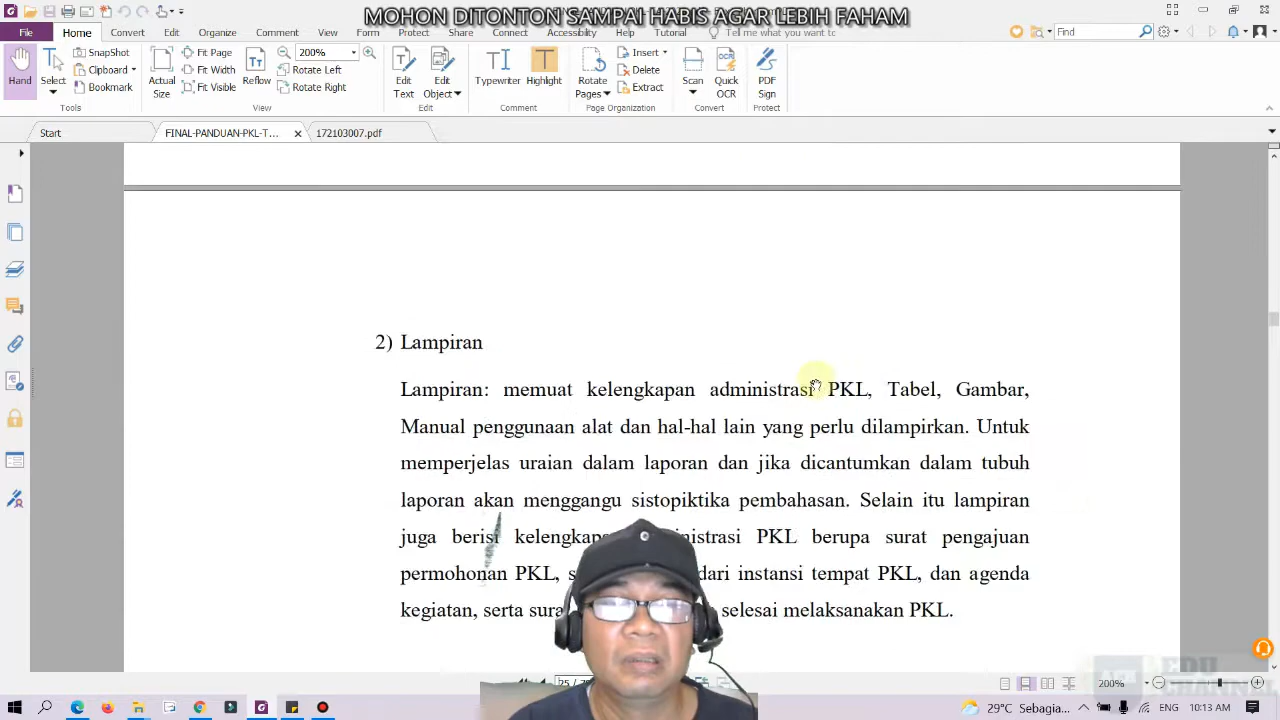 MOHON DITONTON SAMPAI HABIS AGAR LEBIH FAHAM
File Home Convert Edit Organize Comment View Form Protect Share Connect Accessibility Help Tutorial Tell me what you want to Find
Hand Select SnapShot Clipboard Bookmark Actual Size Fit Page Fit Width Fit Visible Reflow 200% Rotate Left Rotate Right Edit Text Edit Object Typewriter Highlight Rotate Pages Insert Delete Extract Scan Quick OCR PDF Sign
Tools View Edit Comment Page Organization Convert Protect
Start FINAL-PANDUAN-PKL-T... 172103007.pdf
2) Lampiran
Lampiran: memuat kelengkapan administrasi PKL, Tabel, Gambar,
Manual penggunaan alat dan hal-hal lain yang perlu dilampirkan. Untuk
memperjelas uraian dalam laporan dan jika dicantumkan dalam tubuh
laporan akan menggangu sistopiktika pembahasan. Selain itu lampiran
juga berisi PKL berupa surat pengajuan
permohonan PKL, dari instansi tempat PKL, dan agenda
kegiatan, serta selesai melaksanakan PKL.
EDU
200%
29°C Sebagia... ENG 10:13 AM